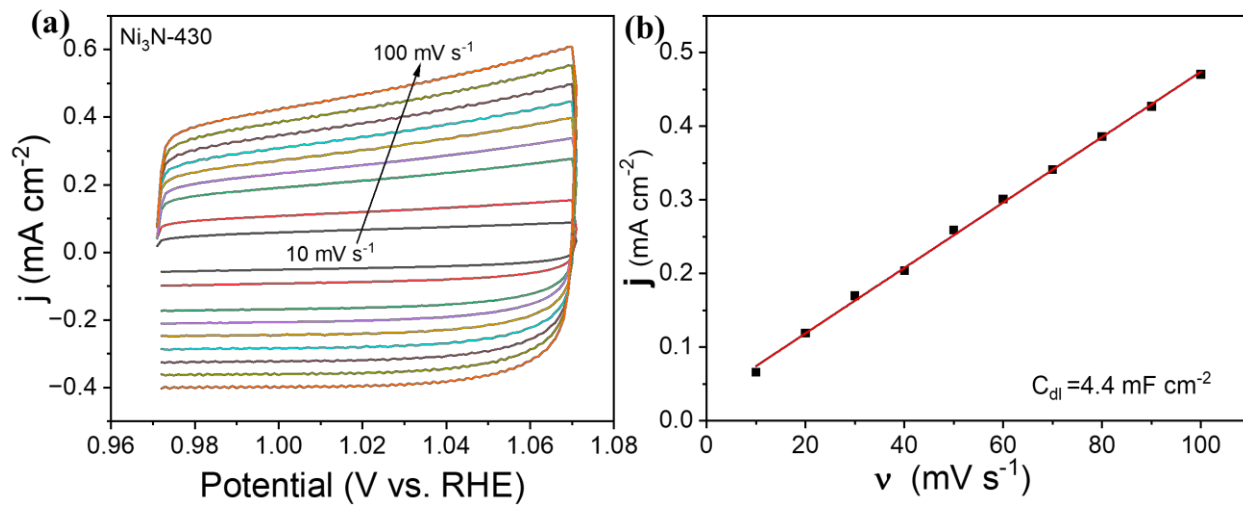 (a)
Ni₃N-430
100 mV s⁻¹
10 mV s⁻¹
0.6
0.4
0.2
0.0
−0.2
−0.4
j (mA cm⁻²)
0.96 0.98 1.00 1.02 1.04 1.06 1.08
Potential (V vs. RHE)
(b)
0.5
0.4
0.3
0.2
0.1
0.0
j (mA cm⁻²)
C_dl =4.4 mF cm⁻²
0 20 40 60 80 100
ν (mV s⁻¹)